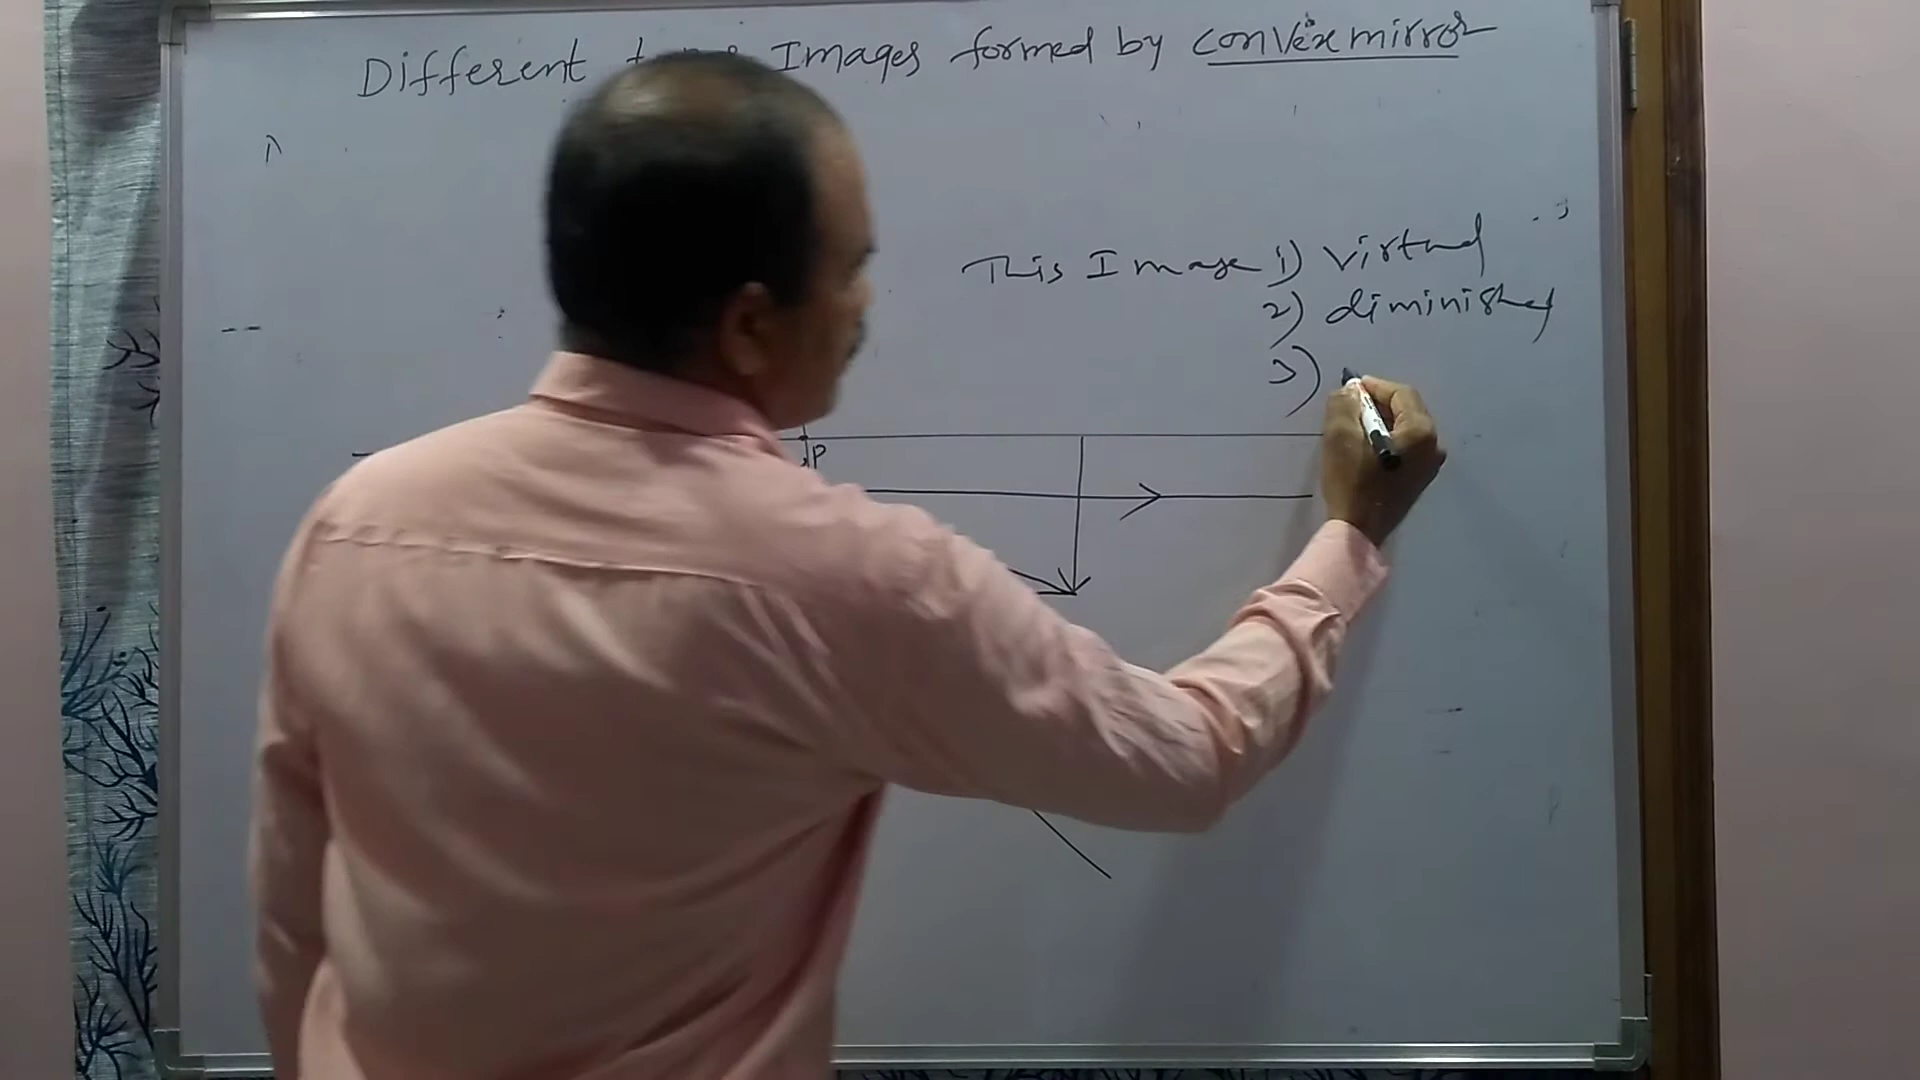 Different Images formed by convex mirror
This Image 1) virtual
2) diminished
3)
P